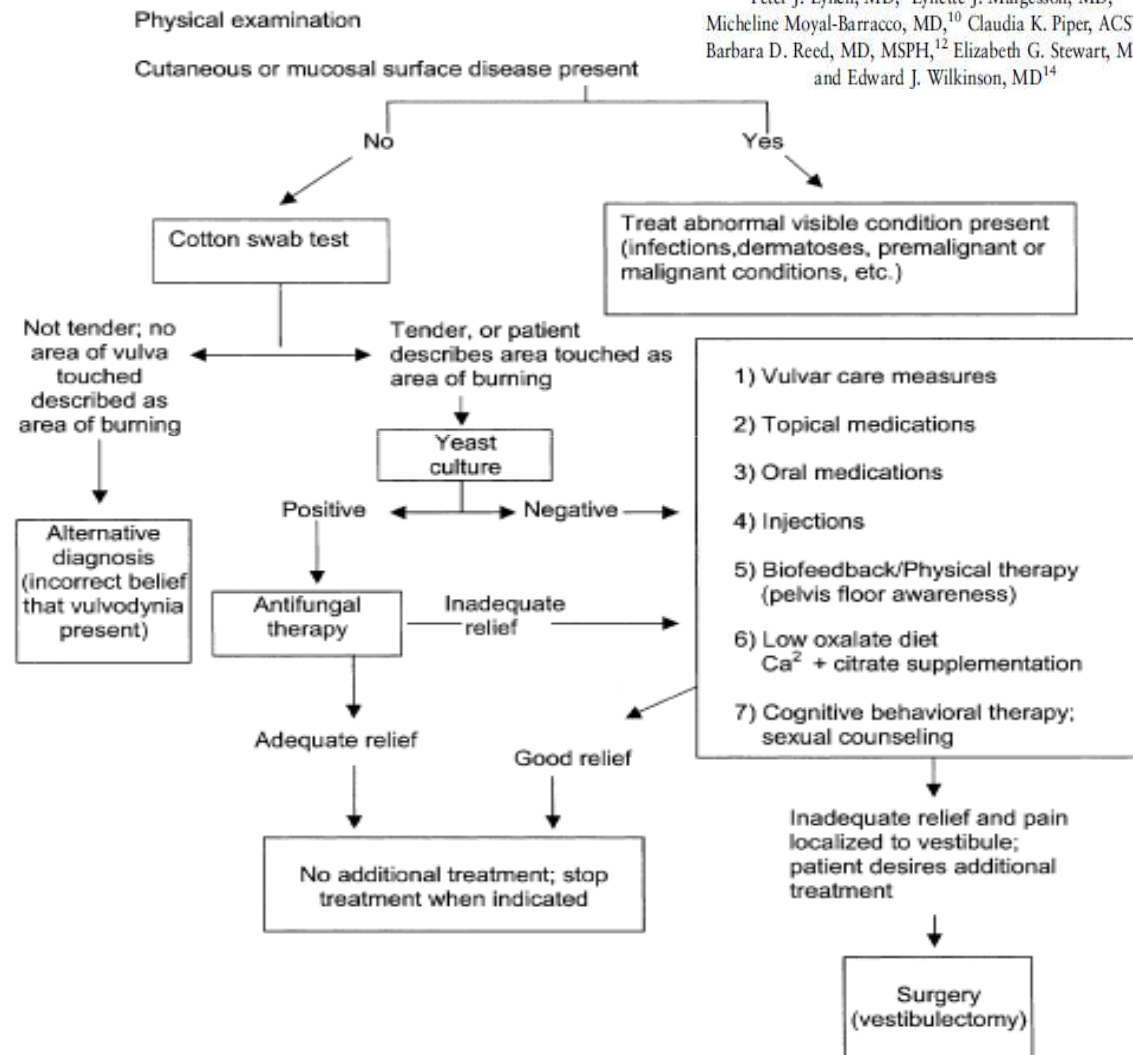 Physical examination
Cutaneous or mucosal surface disease present
Micheline Moyal-Barracco, MD,10 Claudia K. Piper, ACS
Barbara D. Reed, MD, MSPH,12 Elizabeth G. Stewart, M
and Edward J. Wilkinson, MD14
No
Yes
Cotton swab test
Treat abnormal visible condition present
(infections,dermatoses, premalignant or
malignant conditions, etc.)
Not tender; no
area of vulva
touched
described as
area of burning
Tender, or patient
describes area touched as
area of burning
Yeast
culture
Positive
Negative
Alternative
diagnosis
(incorrect belief
that vulvodynia
present)
Antifungal
therapy
Inadequate
relief
1) Vulvar care measures
2) Topical medications
3) Oral medications
4) Injections
5) Biofeedback/Physical therapy
(pelvis floor awareness)
6) Low oxalate diet
Ca2 + citrate supplementation
7) Cognitive behavioral therapy;
sexual counseling
Adequate relief
Good relief
No additional treatment; stop
treatment when indicated
Inadequate relief and pain
localized to vestibule;
patient desires additional
treatment
Surgery
(vestibulectomy)